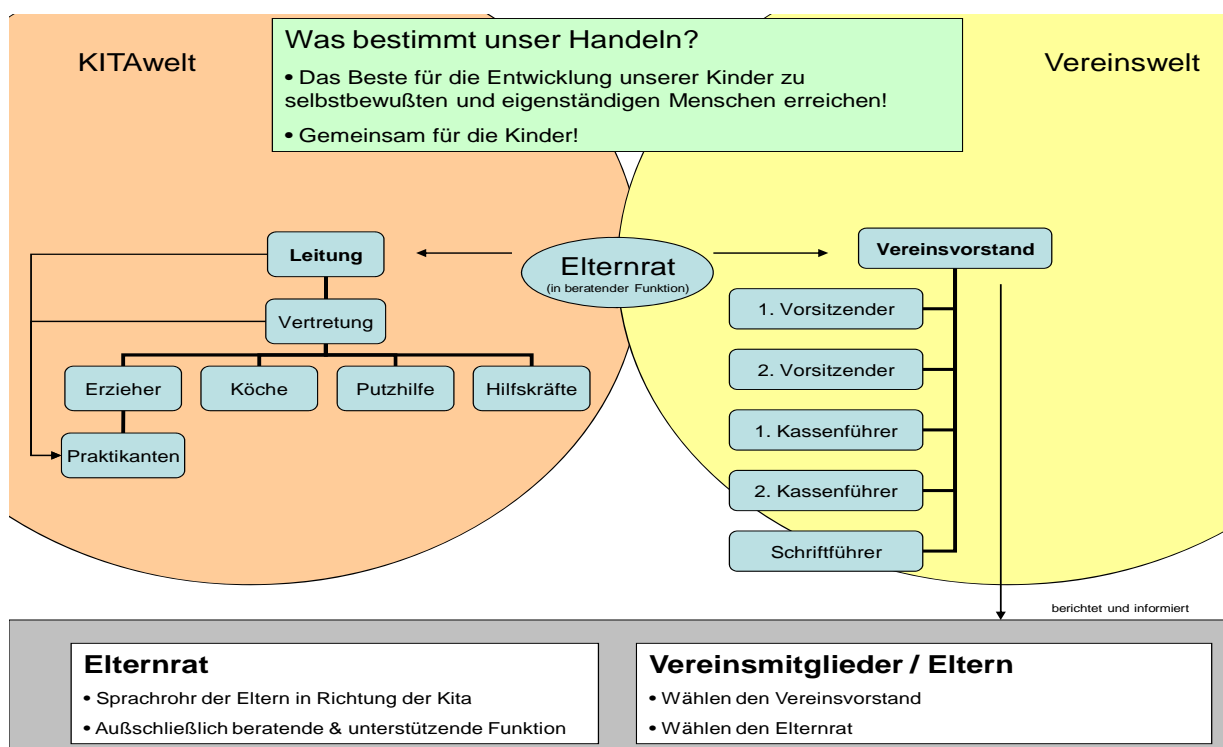 KITAwelt
Was bestimmt unser Handeln?
• Das Beste für die Entwicklung unserer Kinder zu
selbstbewußten und eigenständigen Menschen erreichen!
• Gemeinsam für die Kinder!
Vereinswelt
Leitung
Vertretung
Erzieher
Köche
Putzhilfe
Hilfskräfte
Praktikanten
Elternrat
(in beratender Funktion)
Vereinsvorstand
1. Vorsitzender
2. Vorsitzender
1. Kassenführer
2. Kassenführer
Schriftführer
berichtet und informiert
Elternrat
• Sprachrohr der Eltern in Richtung der Kita
• Außschließlich beratende & unterstützende Funktion
Vereinsmitglieder / Eltern
• Wählen den Vereinsvorstand
• Wählen den Elternrat